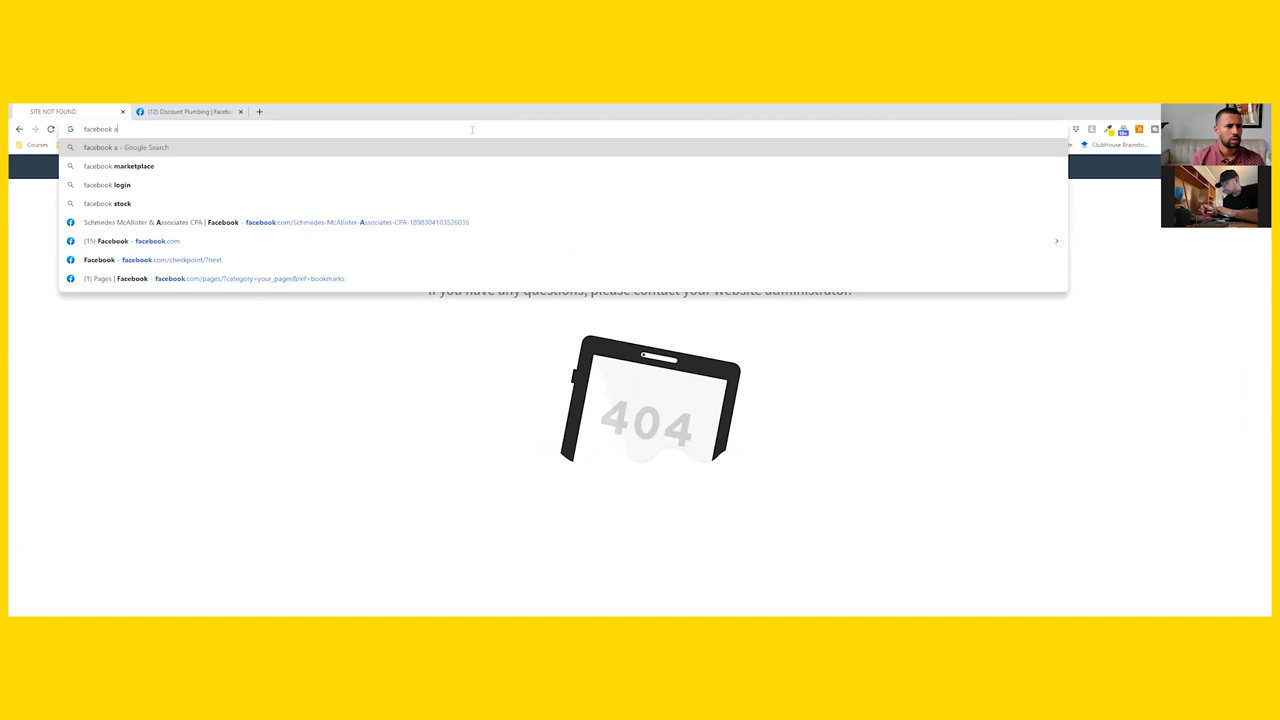 SITE NOT FOUND
(12) Discount Plumbing | Facebo
facebook a
Courses
ClubHouse Brainsto...
facebook a - Google Search
facebook marketplace
facebook login
facebook stock
Schmedes McAllister & Associates CPA | Facebook - facebook.com/Schmedes-McAllister-Associates-CPA-1898304103526036
(15) Facebook - facebook.com
Facebook - facebook.com/checkpoint/?next
(1) Pages | Facebook - facebook.com/pages/?category=your_pages&ref=bookmarks
If you have any questions, please contact your website administrator.
404